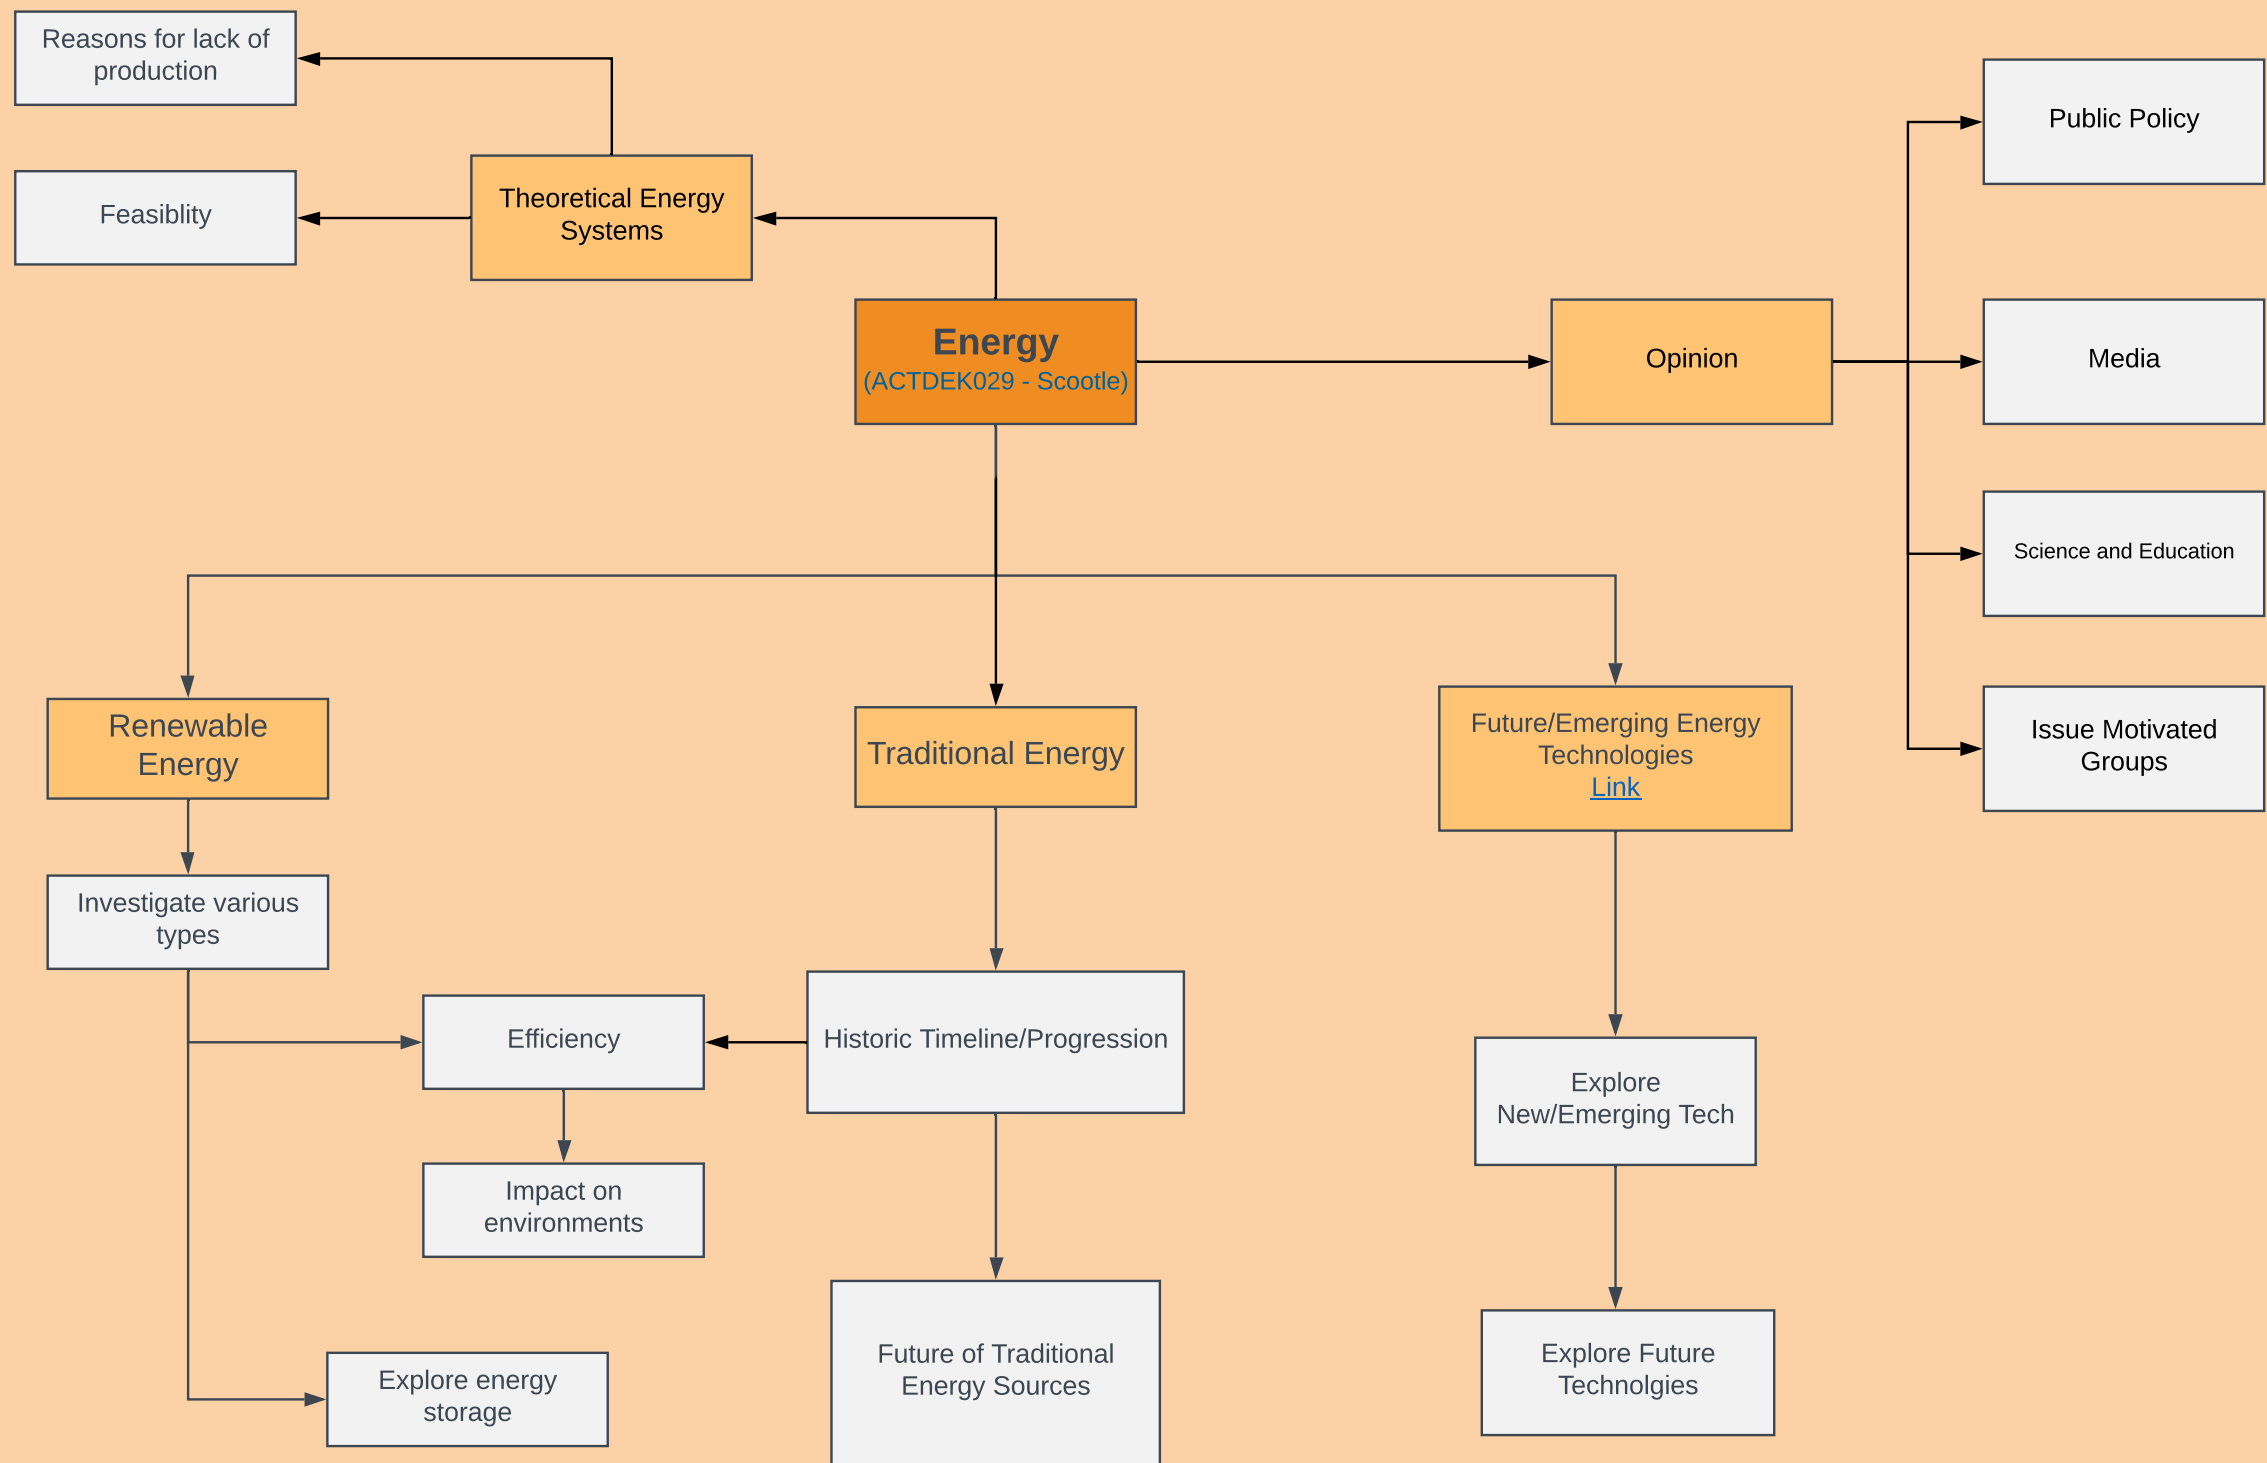 Reasons for lack of
production
Feasiblity
Theoretical Energy
Systems
Energy
(ACTDEK029 - Scootle)
Opinion
Public Policy
Media
Science and Education
Issue Motivated
Groups
Renewable
Energy
Traditional Energy
Future/Emerging Energy
Technologies
Link
Investigate various
types
Efficiency
Historic Timeline/Progression
Explore
New/Emerging Tech
Impact on
environments
Explore energy
storage
Future of Traditional
Energy Sources
Explore Future
Technolgies